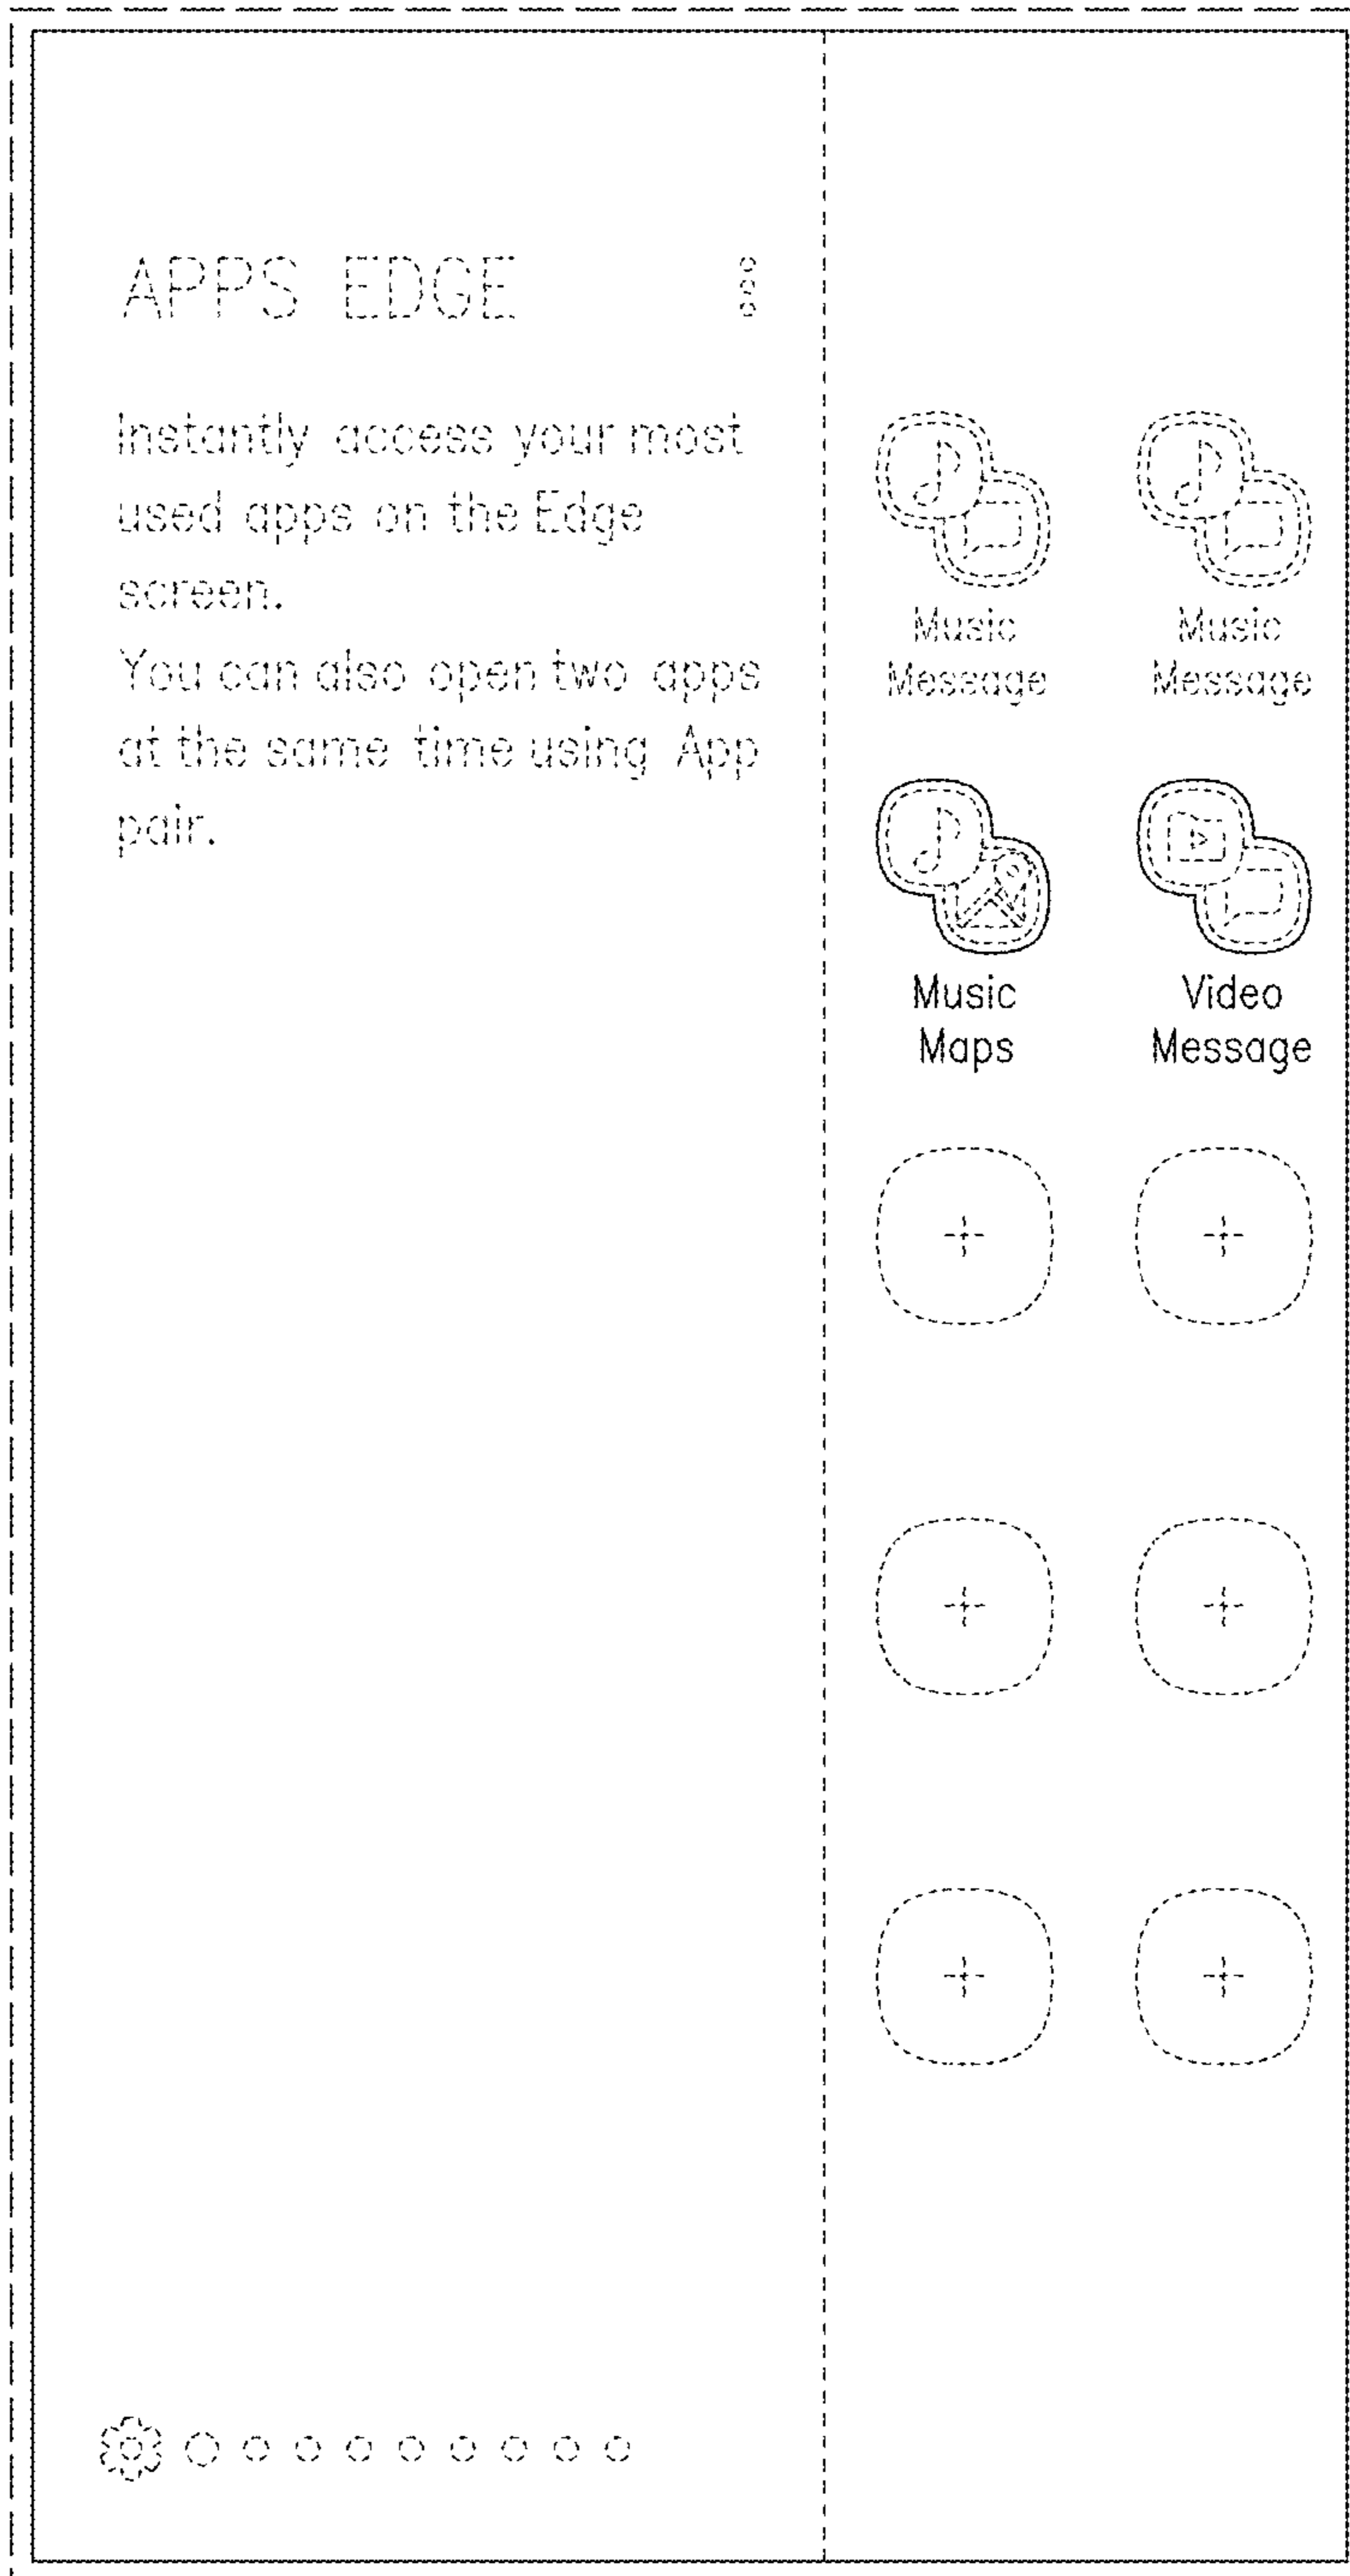 APPS EDGE
Instantly access your most
used apps on the Edge
screen.
You can also open two apps
at the same time using App
pair.
Music
Message
Music
Message
Music
Maps
Video
Message